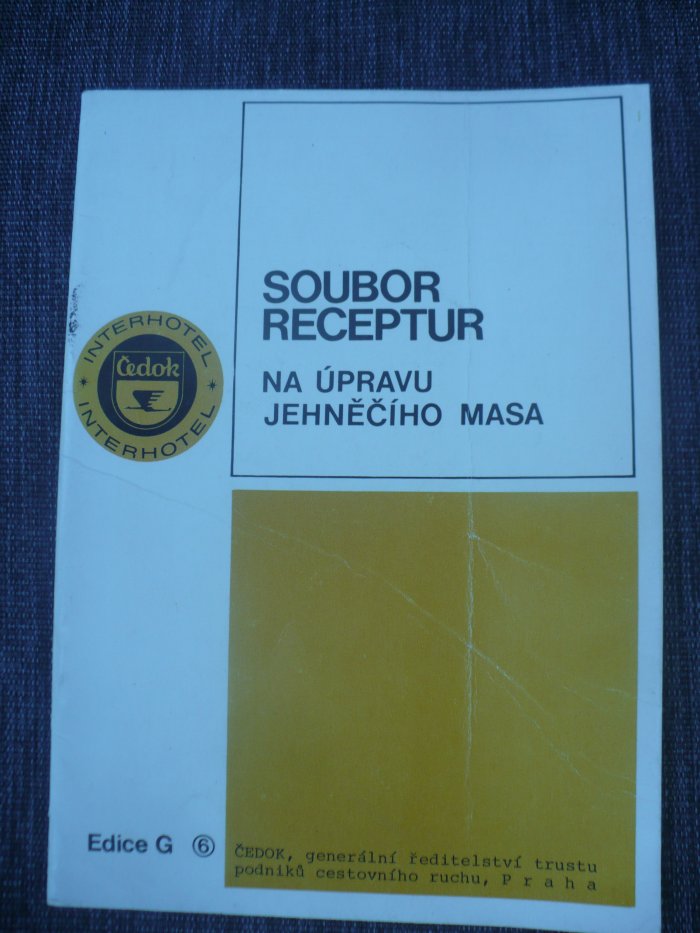 SOUBOR
RECEPTUR
NA ÚPRAVU
JEHNĚČÍHO MASA
INTERHOTEL
Čedok
INTERHOTEL
Edice G 6
ČEDOK, generální ředitelství trustu
podniků cestovního ruchu, P r a h a